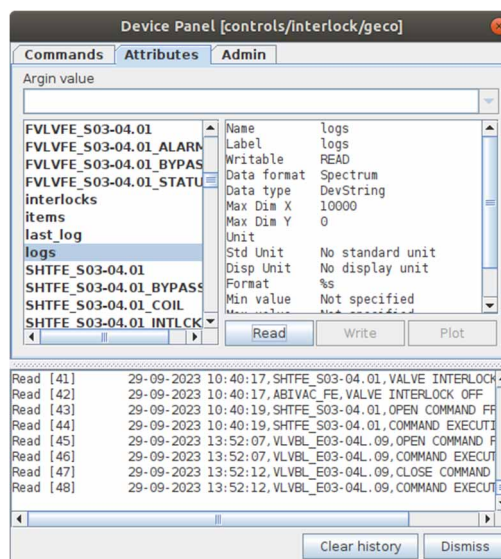 Device Panel [controls/interlock/geco]
Commands Attributes Admin
Argin value
FVLVFE_S03-04.01
FVLVFE_S03-04.01_ALARM
FVLVFE_S03-04.01_BYPAS
FVLVFE_S03-04.01_STATU
interlocks
items
last_log
logs
SHTFE_S03-04.01
SHTFE_S03-04.01_BYPASS
SHTFE_S03-04.01_COIL
SHTFE_S03-04.01_INTLCK
Name logs
Label logs
Writable READ
Data format Spectrum
Data type DevString
Max Dim X 10000
Max Dim Y 0
Unit
Std Unit No standard unit
Disp Unit No display unit
Format %s
Min value Not specified
Max value Not specified
Read Write Plot
Read [41] 29-09-2023 10:40:17,SHTFE_S03-04.01,VALVE INTERLOCK
Read [42] 29-09-2023 10:40:17,ABIVAC_FE,VALVE INTERLOCK OFF
Read [43] 29-09-2023 10:40:19,SHTFE_S03-04.01,OPEN COMMAND FR
Read [44] 29-09-2023 10:40:19,SHTFE_S03-04.01,COMMAND EXECUTI
Read [45] 29-09-2023 13:52:07,VLVBL_E03-04L.09,OPEN COMMAND F
Read [46] 29-09-2023 13:52:07,VLVBL_E03-04L.09,COMMAND EXECUT
Read [47] 29-09-2023 13:52:12,VLVBL_E03-04L.09,CLOSE COMMAND
Read [48] 29-09-2023 13:52:12,VLVBL_E03-04L.09,COMMAND EXECUT
Clear history Dismiss